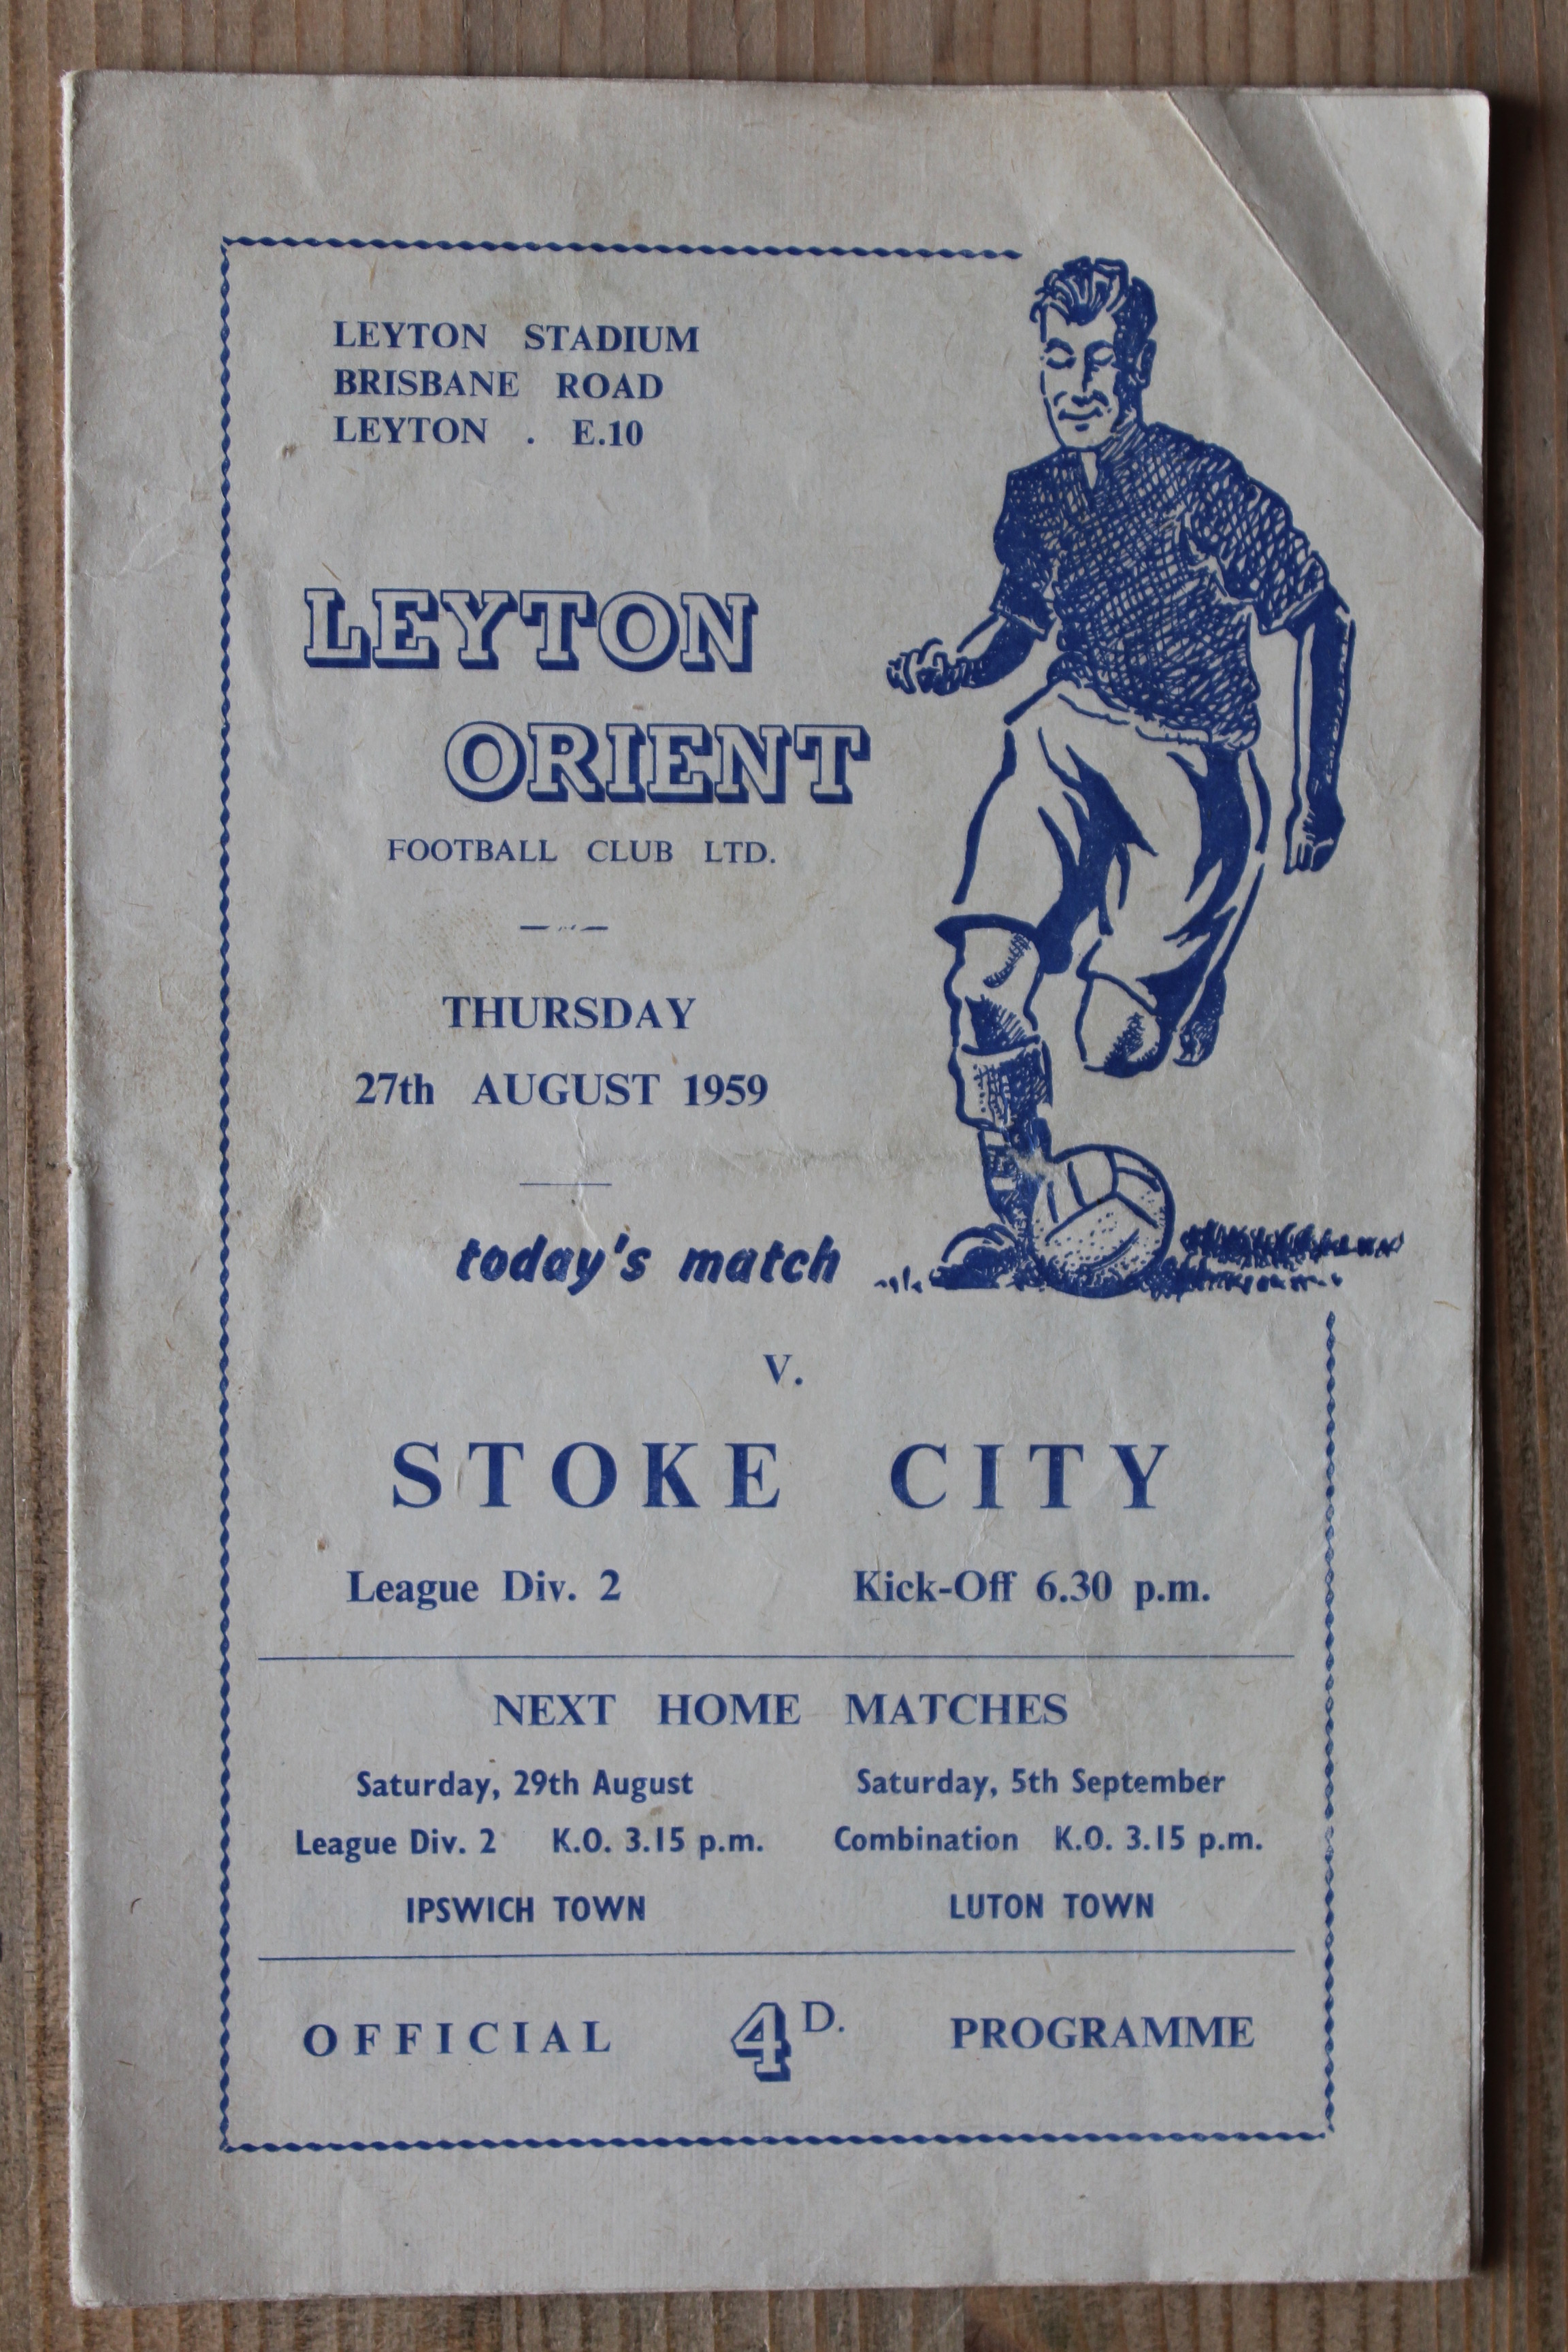 LEYTON STADIUM
BRISBANE ROAD
LEYTON . E.10
LEYTON
ORIENT
FOOTBALL CLUB LTD.
THURSDAY
27th AUGUST 1959
today's match
V.
STOKE CITY
League Div. 2 Kick-Off 6.30 p.m.
NEXT HOME MATCHES
Saturday, 29th August Saturday, 5th September
League Div. 2 K.O. 3.15 p.m. Combination K.O. 3.15 p.m.
IPSWICH TOWN LUTON TOWN
OFFICIAL 4D. PROGRAMME